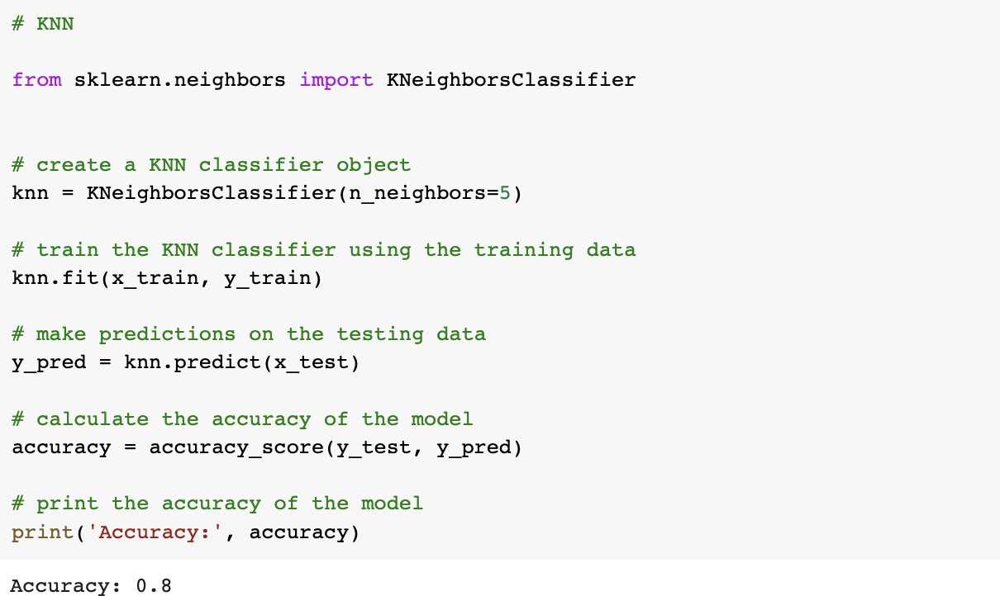 # KNN
from sklearn.neighbors import KNeighborsClassifier
# create a KNN classifier object
knn = KNeighborsClassifier(n_neighbors=5)
# train the KNN classifier using the training data
knn.fit(x_train, y_train)
# make predictions on the testing data
y_pred = knn.predict(x_test)
# calculate the accuracy of the model
accuracy = accuracy_score(y_test, y_pred)
# print the accuracy of the model
print('Accuracy:', accuracy)
Accuracy: 0.8